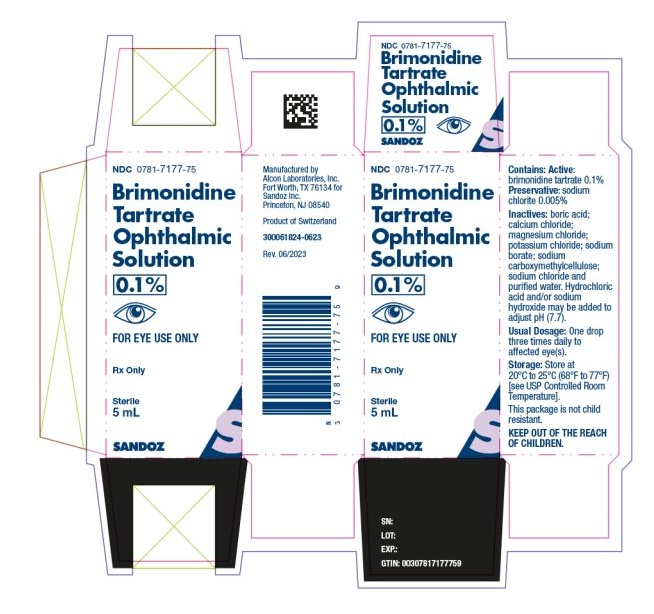 NDC 0781-7177-75
Brimonidine
Tartrate
Ophthalmic
Solution
0.1%
SANDOZ
S
NDC 0781-7177-75
Brimonidine
Tartrate
Ophthalmic
Solution
0.1%
FOR EYE USE ONLY
Rx Only
Sterile
5 mL
SANDOZ
S
Manufactured by
Alcon Laboratories, Inc.
Fort Worth, TX 76134 for
Sandoz Inc.
Princeton, NJ 08540
Product of Switzerland
300061824-0623
Rev. 06/2023
N
3 0781-7177-75 9
NDC 0781-7177-75
Brimonidine
Tartrate
Ophthalmic
Solution
0.1%
FOR EYE USE ONLY
Rx Only
Sterile
5 mL
SANDOZ
S
Contains: Active:
brimonidine tartrate 0.1%
Preservative: sodium
chlorite 0.005%
Inactives: boric acid;
calcium chloride;
magnesium chloride;
potassium chloride; sodium
borate; sodium
carboxymethylcellulose;
sodium chloride and
purified water. Hydrochloric
acid and/or sodium
hydroxide may be added to
adjust pH (7.7).
Usual Dosage: One drop
three times daily to
affected eye(s).
Storage: Store at
20°C to 25°C (68°F to 77°F)
[see USP Controlled Room
Temperature].
This package is not child
resistant.
KEEP OUT OF THE REACH
OF CHILDREN.
SN:
LOT:
EXP.:
GTIN: 00307817177759